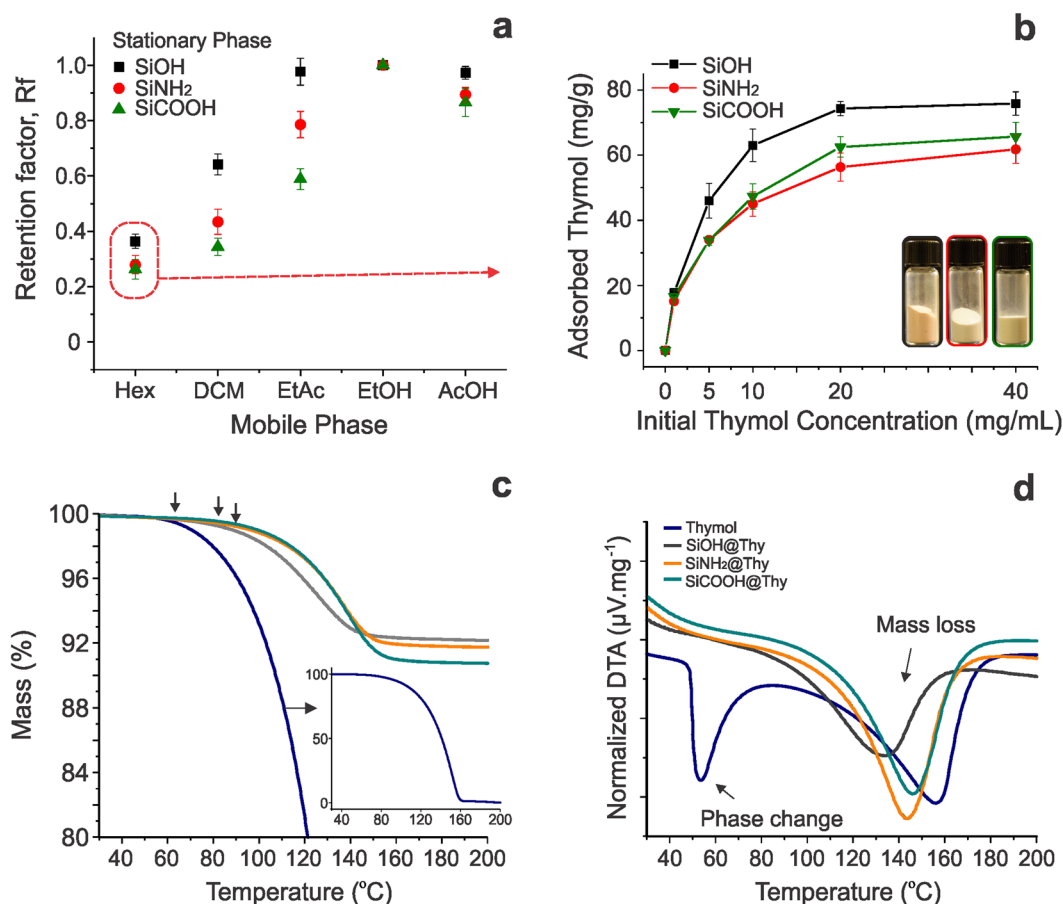 a
Stationary Phase
SiOH
SiNH₂
SiCOOH
Retention factor, Rf
1.0
0.8
0.6
0.4
0.2
0
Hex DCM EtAc EtOH AcOH
Mobile Phase
b
SiOH
SiNH₂
SiCOOH
Adsorbed Thymol (mg/g)
80
60
40
20
0
0 5 10 20 40
Initial Thymol Concentration (mg/mL)
c
Mass (%)
100
96
92
88
84
80
100
50
0
40 80 120 160 200
40 60 80 100 120 140 160 180 200
Temperature (ºC)
d
Thymol
SiOH@Thy
SiNH₂@Thy
SiCOOH@Thy
Normalized DTA (µV.mg⁻¹)
Mass loss
Phase change
40 60 80 100 120 140 160 180 200
Temperature (ºC)